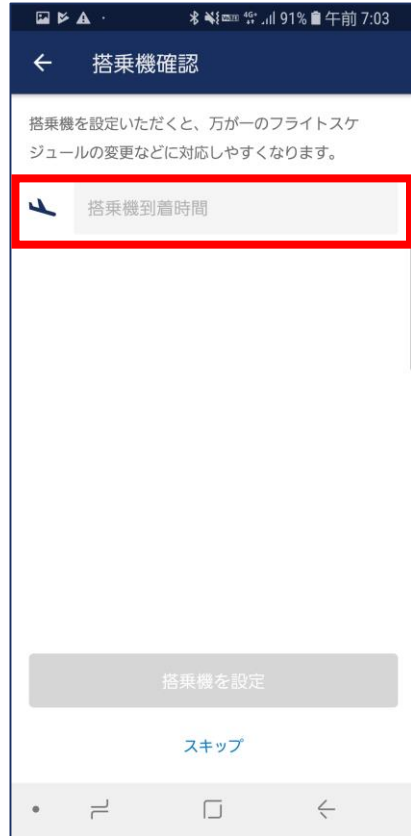 4G+ 91% 午前 7:03
搭乗機確認
搭乗機を設定いただくと、万が一のフライトスケ
ジュールの変更などに対応しやすくなります。
搭乗機到着時間
搭乗機を設定
スキップ